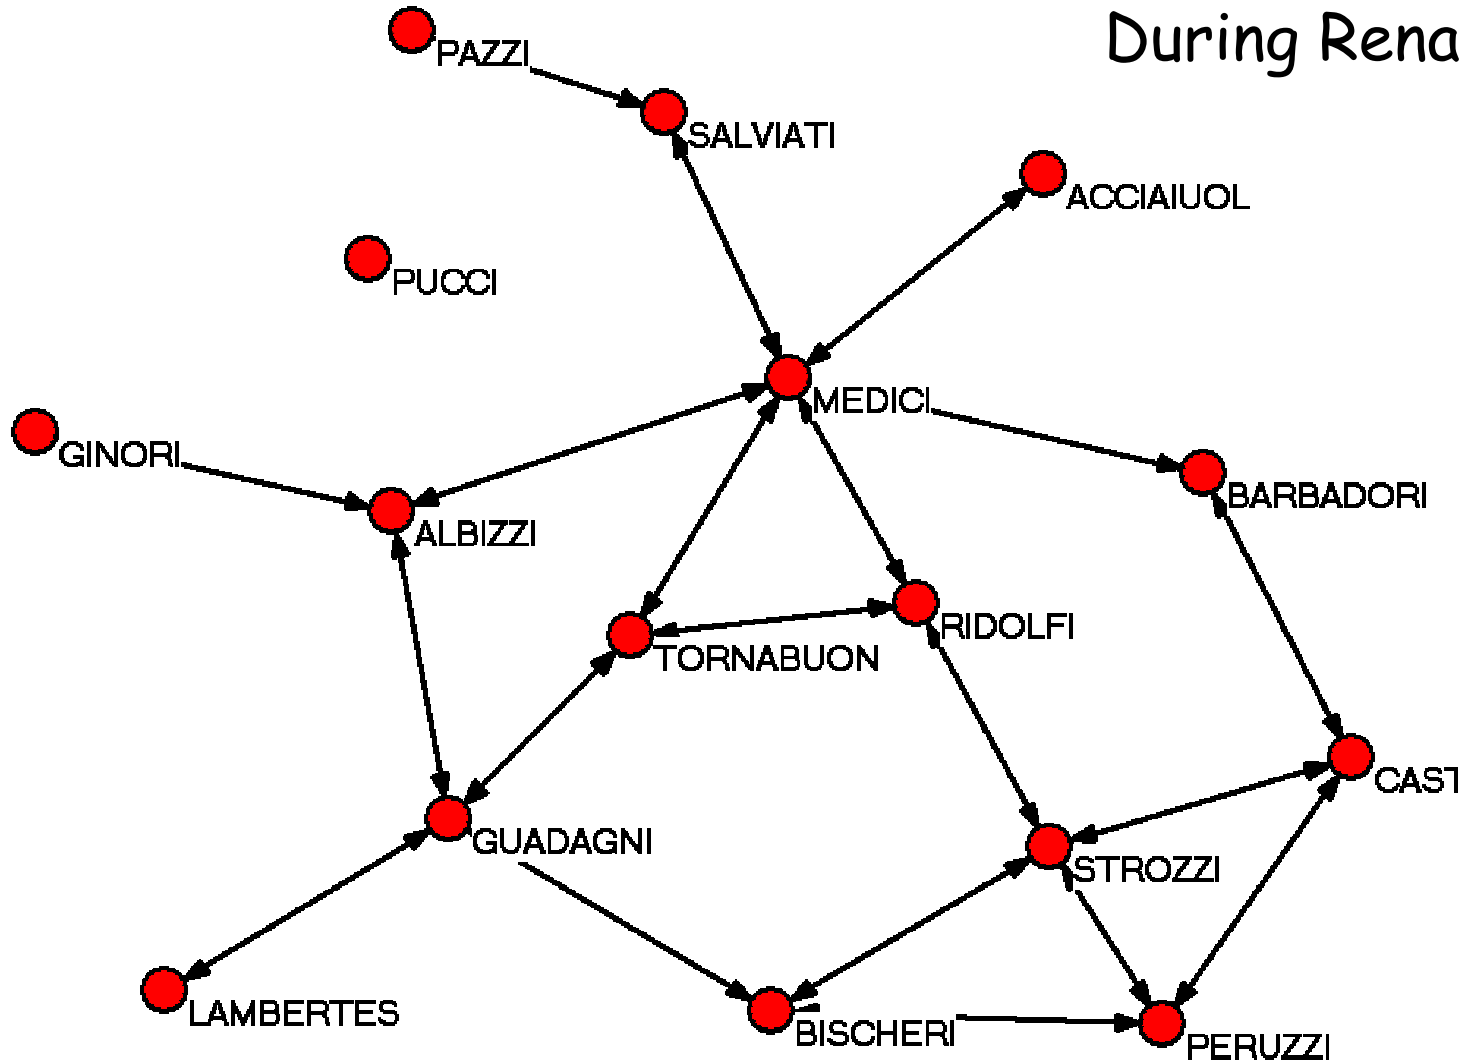 During Rena
PAZZI
SALVIATI
ACCIAIUOL
PUCCI
MEDICI
GINORI
BARBADORI
ALBIZZI
RIDOLFI
TORNABUON
CAST
GUADAGNI
STROZZI
LAMBERTES
BISCHERI
PERUZZI